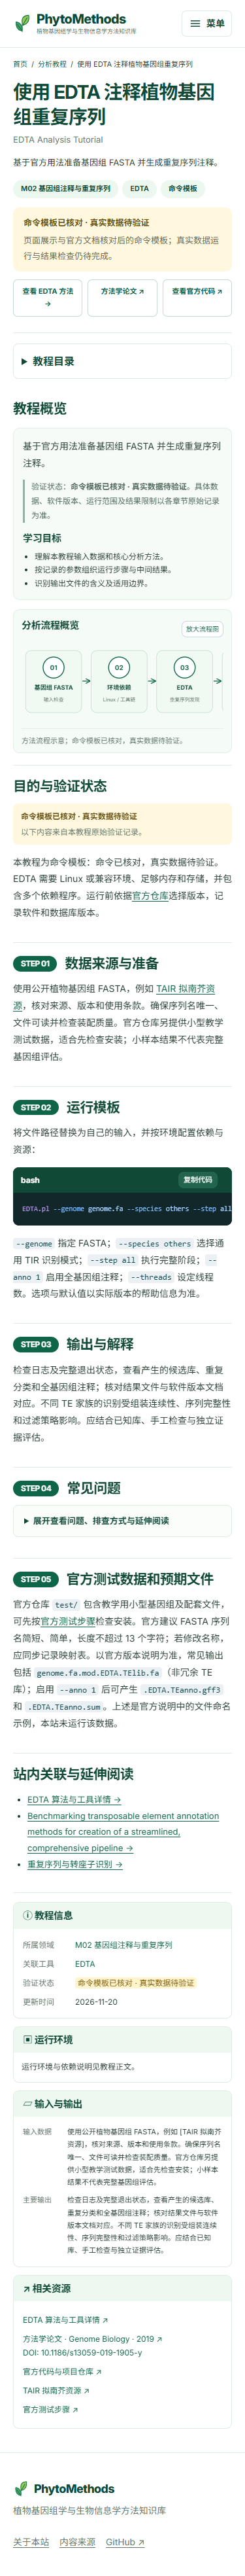 PhytoMethods
植物基因组学与生物信息学方法知识库
菜单
首页 / 分析教程 / 使用 EDTA 注释植物基因组重复序列
使用 EDTA 注释植物基因
组重复序列
EDTA Analysis Tutorial
基于官方用法准备基因组 FASTA 并生成重复序列注释。
M02 基因组注释与重复序列
EDTA
命令模板
命令模板已核对 · 真实数据待验证
页面展示与官方文档核对后的命令模板；真实数据运
行与结果检查仍待完成。
查看 EDTA 方法
→
方法学论文 ↗
查看官方代码 ↗
▶ 教程目录
教程概览
基于官方用法准备基因组 FASTA 并生成重复序列
注释。
验证状态：命令模板已核对 · 真实数据待验证。具体数
据、软件版本、运行范围及结果限制以各章节原始记录
为准。
学习目标
• 理解本教程输入数据和核心分析方法。
• 按记录的参数组织运行步骤与中间结果。
• 识别输出文件的含义及适用边界。
分析流程概览
放大流程图
01
基因组 FASTA
输入检查
→
02
环境依赖
Linux / 工具链
→
03
EDTA
完整序列发现
→
方法流程示意；命令模板已核对，真实数据待验证。
目的与验证状态
命令模板已核对 · 真实数据待验证
以下内容来自本教程原始验证记录。
本教程为命令模板：命令已核对，真实数据待验证。
EDTA 需要 Linux 或兼容环境、足够内存和存储，并包
含多个依赖程序。运行前依据官方仓库选择版本，记
录软件和数据库版本。
STEP 01 数据来源与准备
使用公开植物基因组 FASTA，例如 TAIR 拟南芥资
源，核对来源、版本和使用条款。确保序列名唯一、
文件可读并检查装配质量。官方仓库另提供小型教学
测试数据，适合先检查安装；小样本结果不代表完整
基因组评估。
STEP 02 运行模板
将文件路径替换为自己的输入，并按环境配置依赖与
资源：
bash
复制代码
EDTA.pl --genome genome.fa --species others --step all
--genome 指定 FASTA；--species others 选择通
用 TIR 识别模式；--step all 执行完整阶段；--
anno 1 启用全基因组注释；--threads 设定线程
数。选项与默认值以实际版本的帮助信息为准。
STEP 03 输出与解释
检查日志及完整退出状态，查看产生的候选库、重
复分类和全基因组注释；核对结果文件与软件版本文档对
应。不同 TE 家族的识别受组装连续性、序列完整性
和过滤策略影响。应结合已知库、手工检查与独立证
据评估。
STEP 04 常见问题
▶ 展开查看问题、排查方式与延伸阅读
STEP 05 官方测试数据和预期文件
官方仓库 test/ 包含教学用小型基因组及配套文件，
可先按官方测试步骤检查安装。官方建议 FASTA 序列
名简短、简单，长度不超过 13 个字符；若修改名称，
应同步记录映射表。以官方版本说明为准，常见输出
包括 genome.fa.mod.EDTA.TElib.fa（非冗余 TE
库）；启用 --anno 1 后可产生 .EDTA.TEanno.gff3
和 .EDTA.TEanno.sum。上述是官方说明中的文件命名
示例，本站未运行该数据。
站内关联与延伸阅读
• EDTA 算法与工具详情 →
• Benchmarking transposable element annotation
methods for creation of a streamlined,
comprehensive pipeline →
• 重复序列与转座子识别 →
教程信息
所属领域 M02 基因组注释与重复序列
关联工具 EDTA
验证状态 命令模板已核对 · 真实数据待验证
更新时间 2026-11-20
运行环境
运行环境与依赖说明见教程正文。
输入与输出
输入数据 使用公开植物基因组 FASTA，例如 [TAIR 拟南芥
资源]，核对来源、版本和使用条款。确保序列名唯
一、文件可读并检查装配质量。官方仓库另提供小
型教学测试数据，适合先检查安装；小样本结果不
代表完整基因组评估。
主要输出 检查日志及完整退出状态，查看产生的候选库、
重复分类和全基因组注释；核对结果文件与软件版
本文档对应。不同 TE 家族的识别受组装连续
性、序列完整性和过滤策略影响。应结合已知
库、手工检查与独立证据评估。
↗ 相关资源
EDTA 算法与工具详情 ↗
方法学论文 · Genome Biology · 2019 ↗
DOI: 10.1186/s13059-019-1905-y
官方代码与项目仓库 ↗
TAIR 拟南芥资源 ↗
官方测试步骤 ↗
PhytoMethods
植物基因组学与生物信息学方法知识库
关于本站 内容来源 GitHub ↗